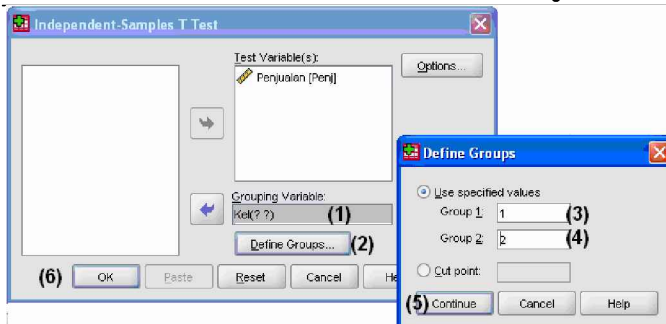 Independent-Samples T Test
Test Variable(s):
Penjualan [Penj]
Options...
Grouping Variable:
Kel(? ?) (1)
Define Groups... (2)
(6) OK Paste Reset Cancel
Define Groups
Use specified values
Group 1: 1 (3)
Group 2: 2 (4)
Cut point:
(5) Continue Cancel Help